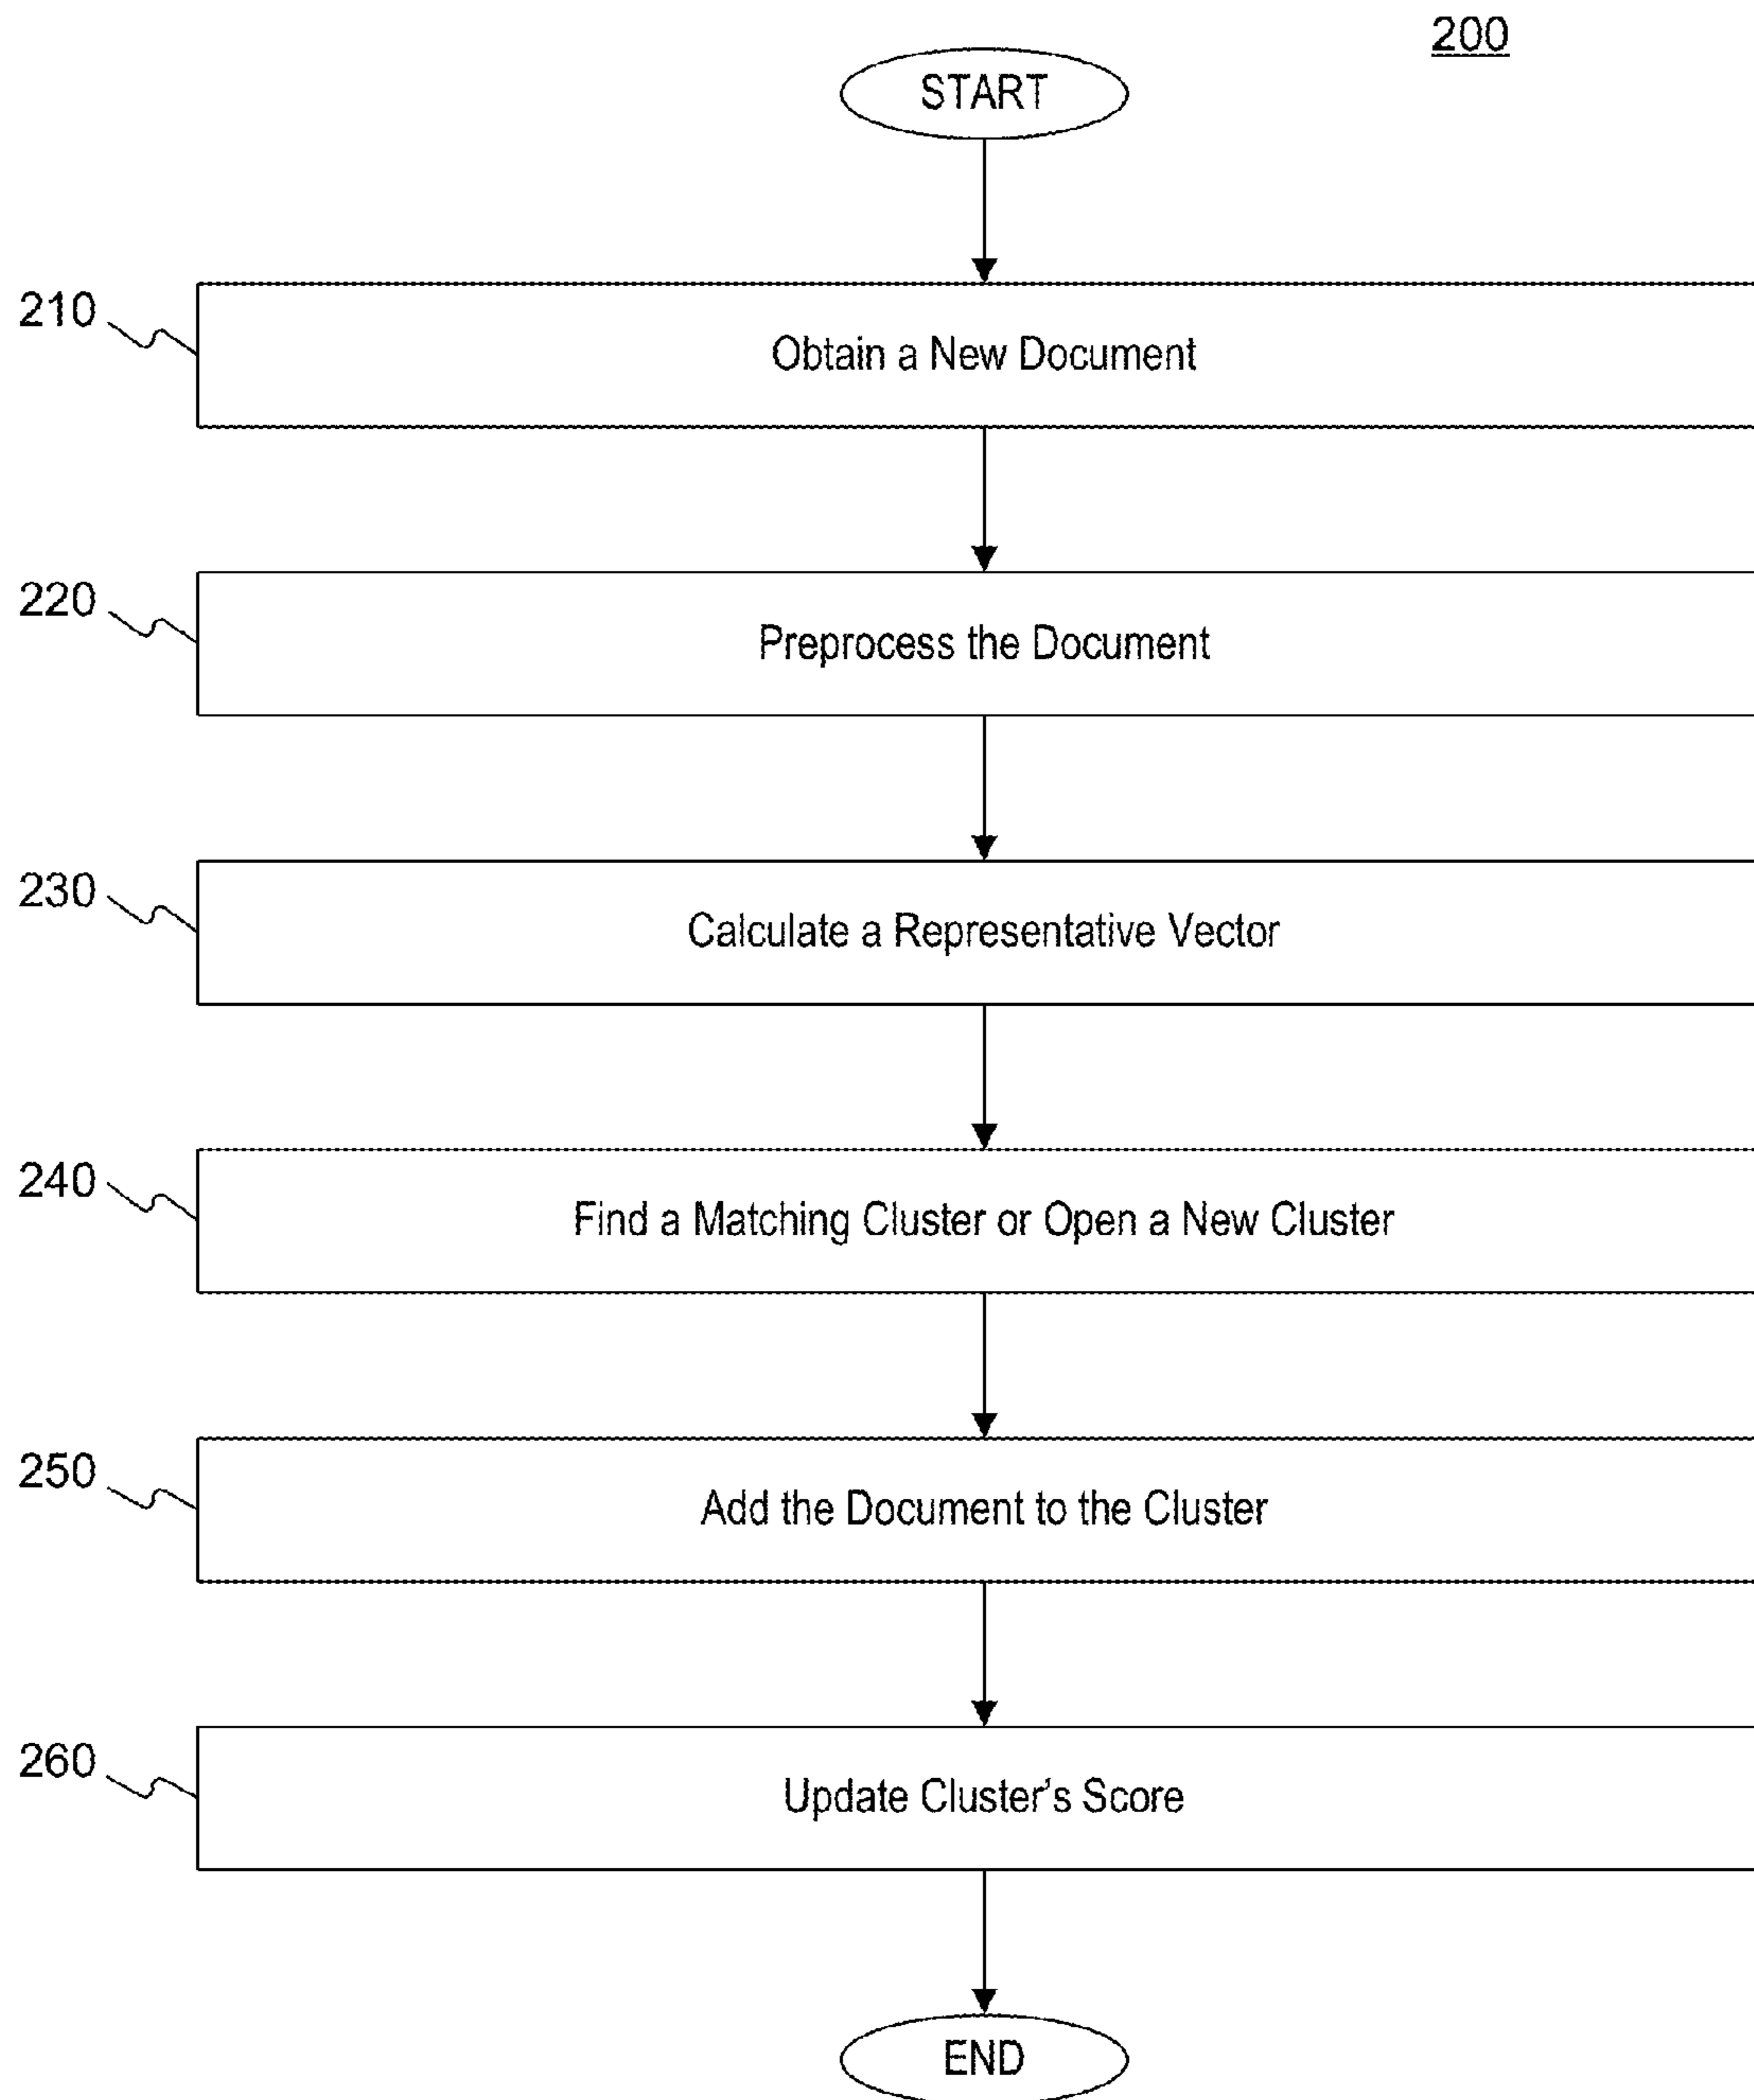 200
START
210
Obtain a New Document
220
Preprocess the Document
230
Calculate a Representative Vector
240
Find a Matching Cluster or Open a New Cluster
250
Add the Document to the Cluster
260
Update Cluster's Score
END